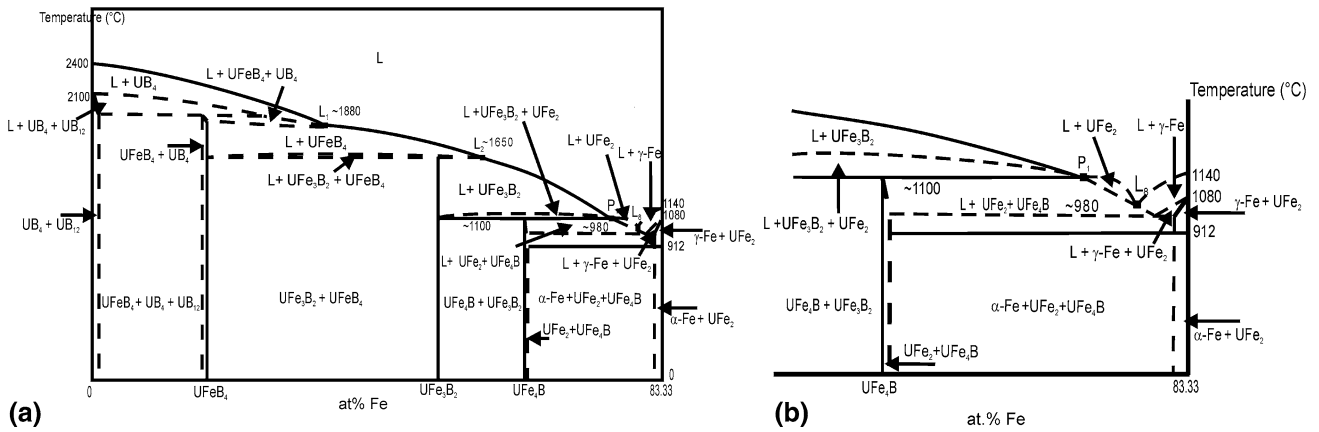 Temperature (°C)
L
2400
L + UB₄
L + UFeB₄+ UB₄
2100
L₁ ~1880
L+UFe₃B₂ + UFe₂
L + UB₄ + UB₁₂
L+ UFe₂
UFeB₄ + UB₄
L + UFeB₄
L₂~1650
L + γ-Fe
L+ UFe₃B₂ + UFeB₄
L+ UFe₃B₂
P₁
L₈
1140
1080
UB₄ + UB₁₂
~1100
~980
γ-Fe + UFe₂
912
L+ UFe₂+ UFe₄B
L + γ-Fe + UFe₂
UFeB₄ + UB₄ + UB₁₂
UFe₃B₂ + UFeB₄
UFe₄B + UFe₃B₂
α-Fe+UFe₂+UFe₄B
α-Fe + UFe₂
UFe₂+UFe₄B
0
0
UFeB₄
UFe₃B₂
UFe₄B
83.33
(a)
at% Fe
Temperature (°C)
L+ UFe₃B₂
L + UFe₂
L + γ-Fe
P₁
L₈
1140
~1100
1080
L+ UFe₂+UFe₄B
~980
γ-Fe + UFe₂
L +UFe₃B₂ + UFe₂
912
L + γ-Fe + UFe₂
UFe₄B + UFe₃B₂
α-Fe+UFe₂+UFe₄B
α-Fe + UFe₂
UFe₂+UFe₄B
UFe₄B
83.33
(b)
at.% Fe